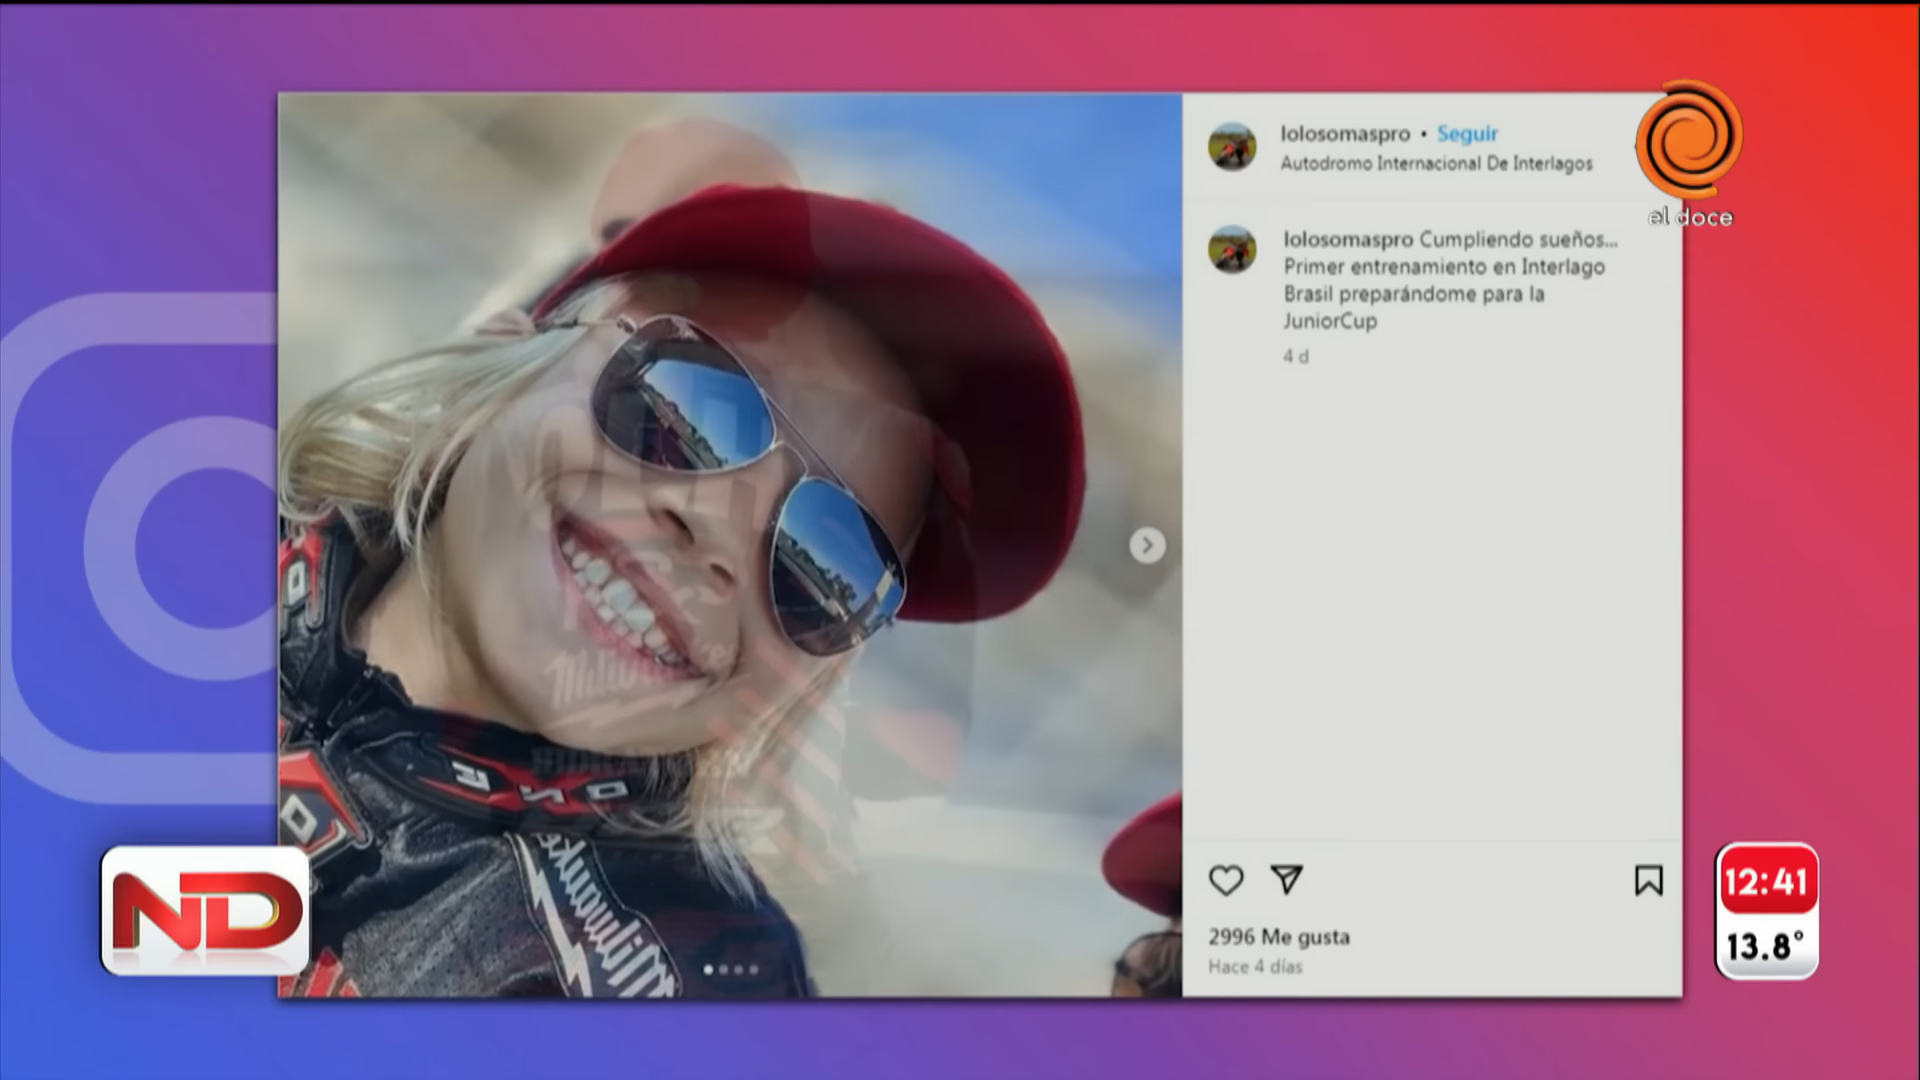 lolosomaspro • Seguir
Autodromo Internacional De Interlagos
el doce
lolosomaspro Cumpliendo sueños...
Primer entrenamiento en Interlago
Brasil preparándome para la
JuniorCup
4 d
Milwaukee
ND
2996 Me gusta
Hace 4 días
12:41
13.8°